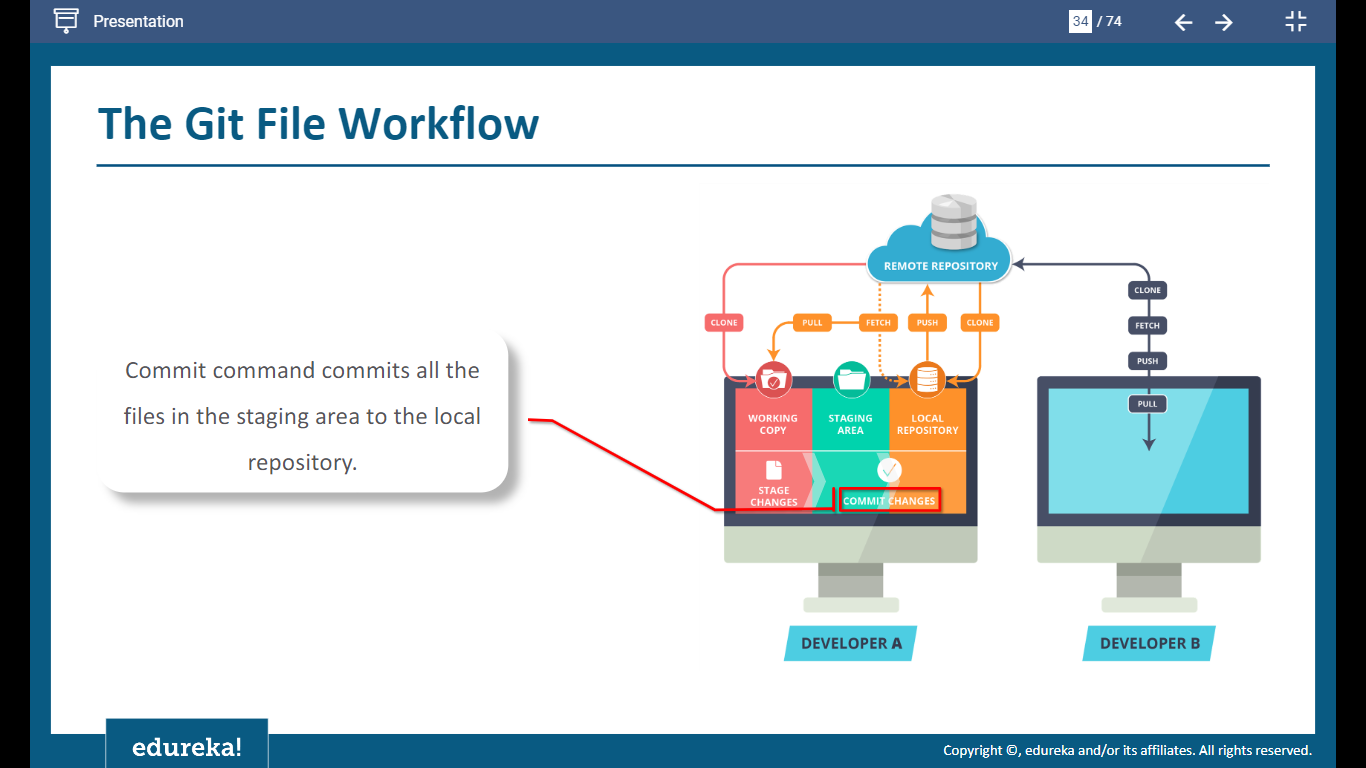 Presentation
34 / 74
The Git File Workflow
Commit command commits all the
files in the staging area to the local
repository.
REMOTE REPOSITORY
CLONE
PULL
FETCH
PUSH
CLONE
WORKING
COPY
STAGING
AREA
LOCAL
REPOSITORY
STAGE
CHANGES
COMMIT CHANGES
DEVELOPER A
CLONE
FETCH
PUSH
PULL
DEVELOPER B
edureka!
Copyright ©, edureka and/or its affiliates. All rights reserved.